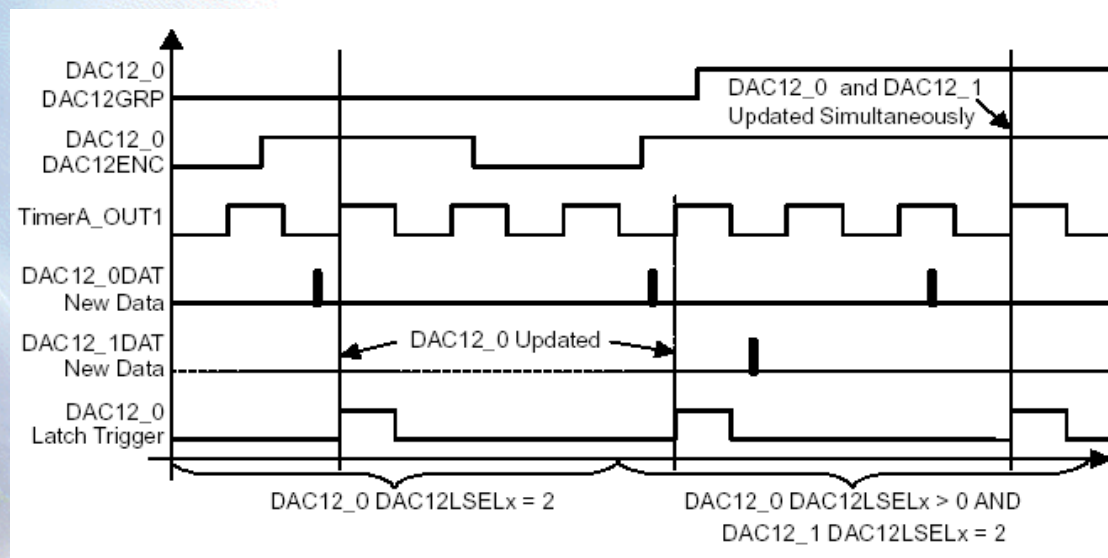 DAC12_0
DAC12GRP
DAC12_0 and DAC12_1
Updated Simultaneously
DAC12_0
DAC12ENC
TimerA_OUT1
DAC12_0DAT
New Data
DAC12_1DAT
New Data
DAC12_0 Updated
DAC12_0
Latch Trigger
DAC12_0 DAC12LSELx = 2
DAC12_0 DAC12LSELx > 0 AND
DAC12_1 DAC12LSELx = 2